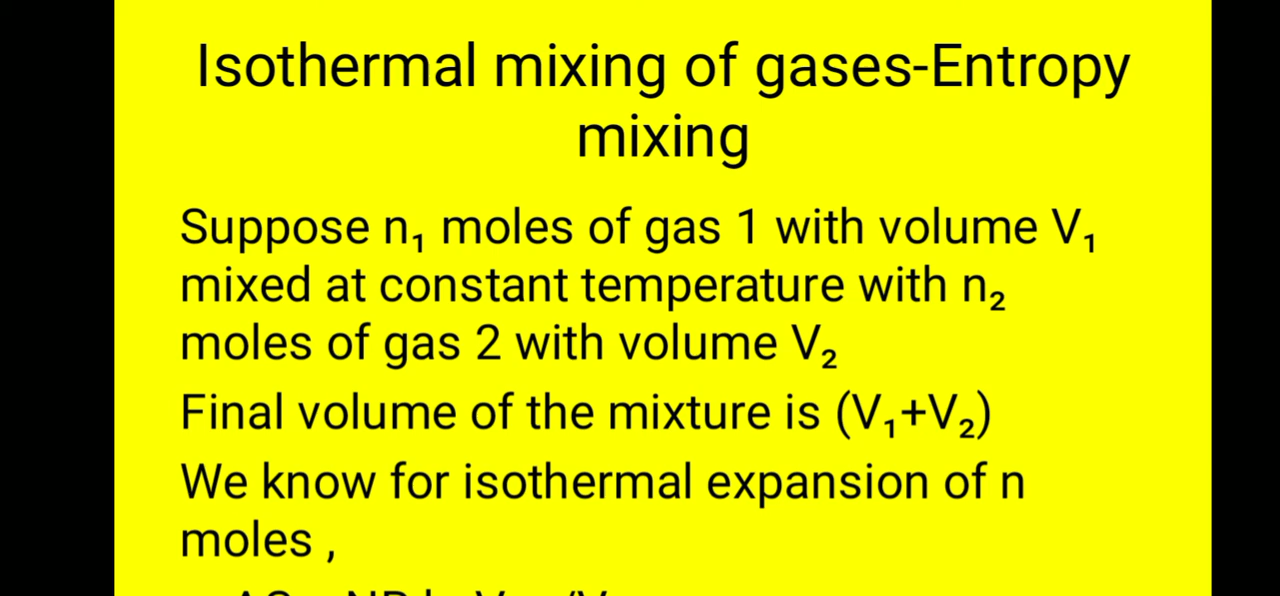 Isothermal mixing of gases-Entropy
mixing
Suppose n₁ moles of gas 1 with volume V₁
mixed at constant temperature with n₂
moles of gas 2 with volume V₂
Final volume of the mixture is (V₁+V₂)
We know for isothermal expansion of n
moles ,